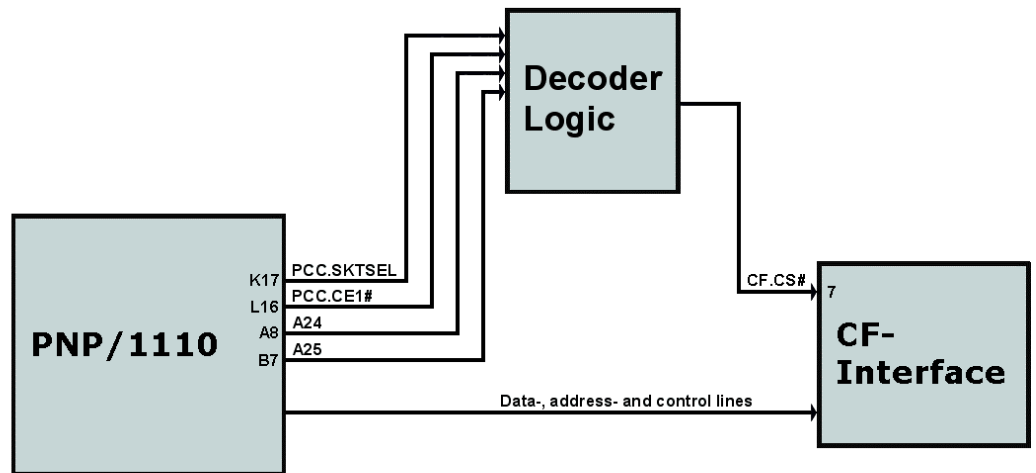 Decoder
Logic
K17 PCC.SKTSEL
L16 PCC.CE1#
A8 A24
B7 A25
PNP/1110
CF.CS#
7
CF-
Interface
Data-, address- and control lines